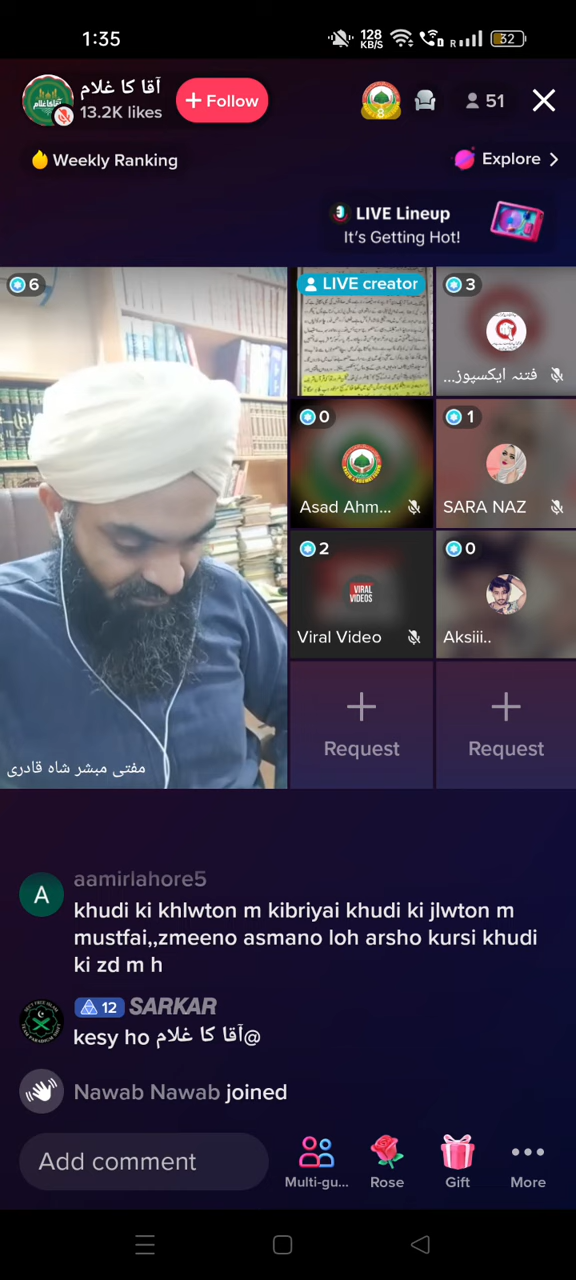 1:35
128
KB/S
R
32
آقا کا غلام
13.2K likes
+ Follow
8
51
Weekly Ranking
Explore >
LIVE Lineup
It's Getting Hot!
6
LIVE creator
3
فتنہ ایکسپوز...
0
Asad Ahm...
1
SARA NAZ
2
VIRAL
VIDEOS
Viral Video
0
Aksiii..
مفتی مبشر شاہ قادری
Request
Request
A
aamirlahore5
khudi ki khlwton m kibriyai khudi ki jlwton m
mustfai,,zmeeno asmano loh arsho kursi khudi
ki zd m h
12 SARKAR
kesy ho آقا کا غلام@
Nawab Nawab joined
Add comment
Multi-gu...
Rose
Gift
More